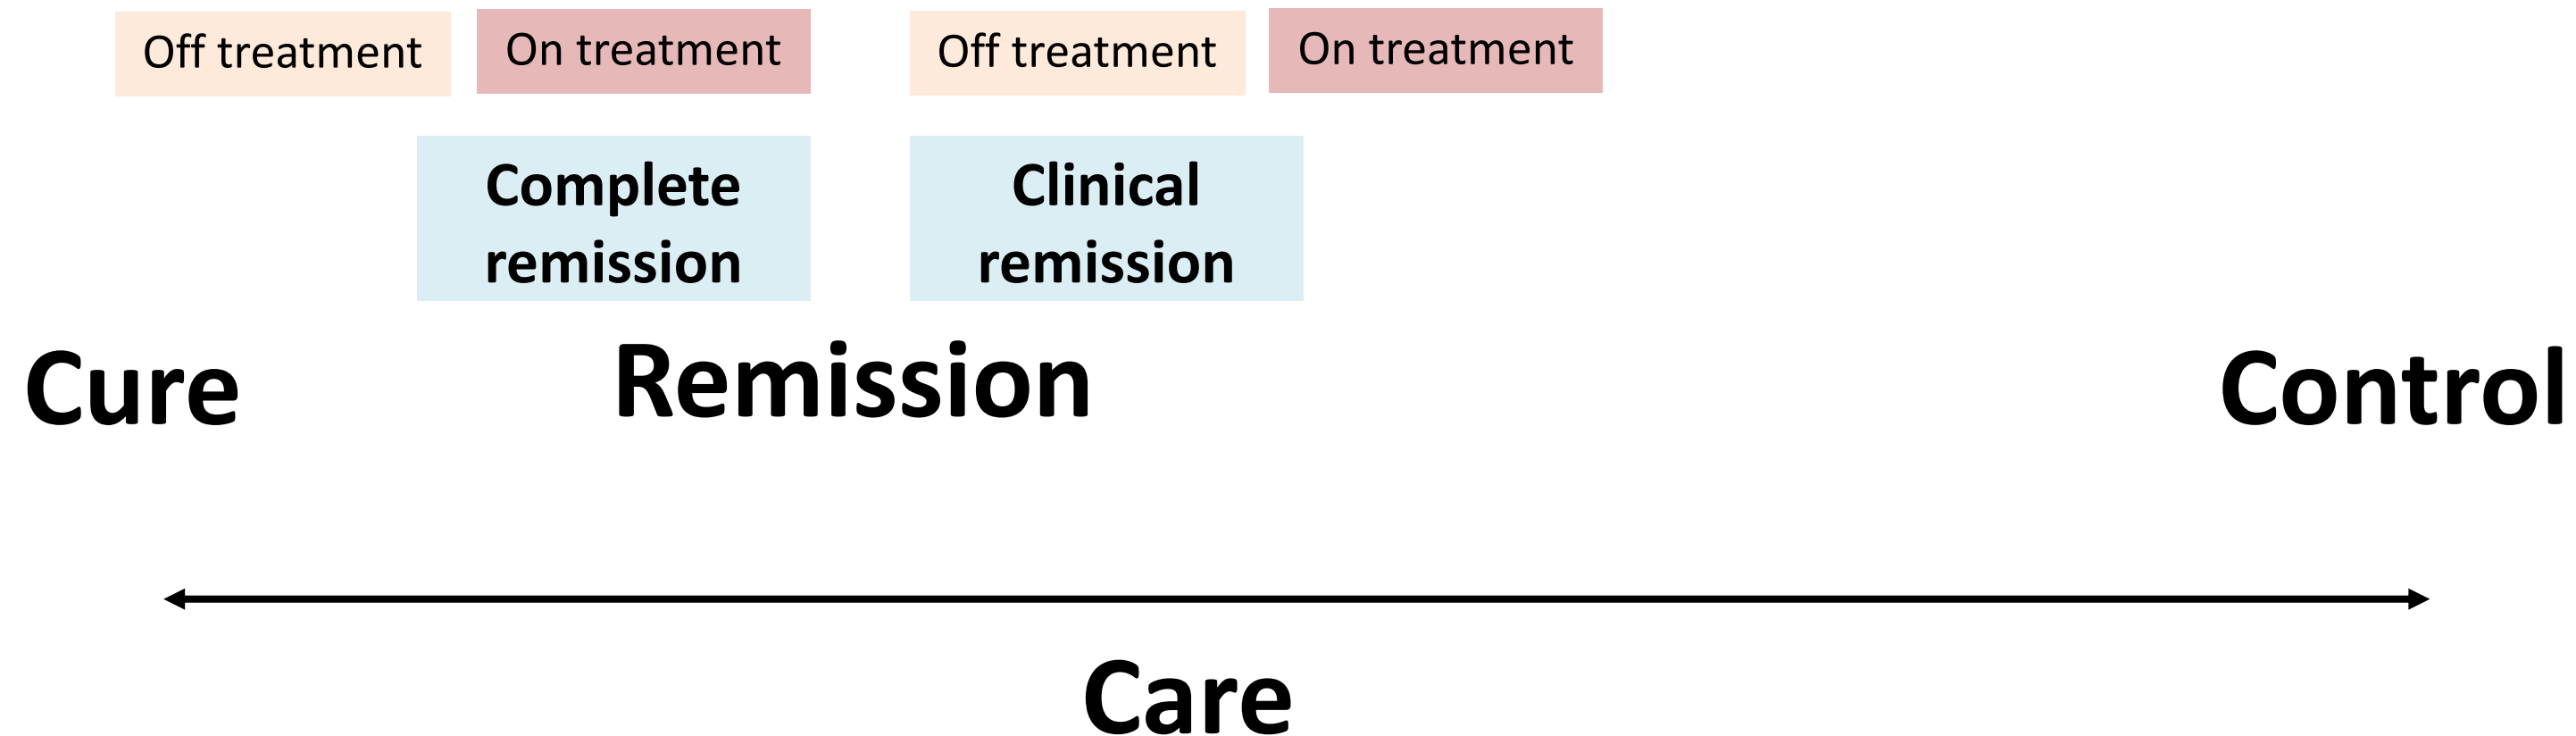 Off treatment
On treatment
Off treatment
On treatment
Complete
remission
Clinical
remission
Cure
Remission
Control
Care